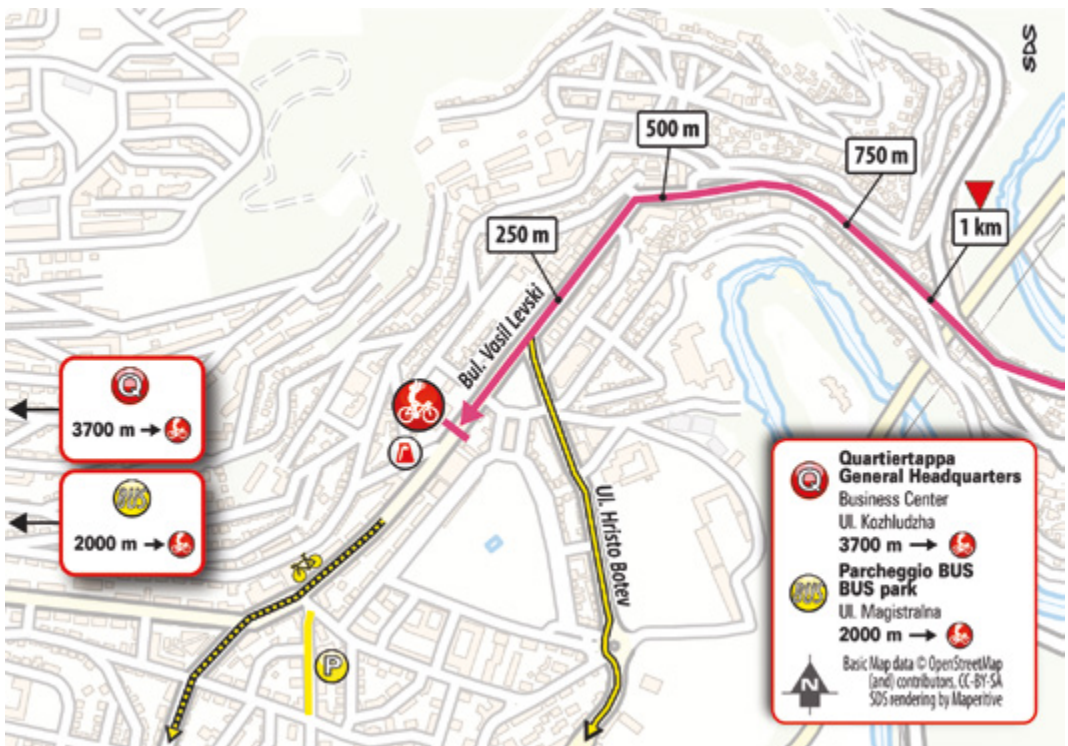 SDS
500 m
750 m
1 km
250 m
Bul. Vasil Levski
Q
3700 m
BUS
2000 m
Ul. Hristo Botev
P
Q
Quartiertappa
General Headquarters
Business Center
Ul. Kozhludzha
3700 m
BUS
Parcheggio BUS
BUS park
Ul. Magistralna
2000 m
N
Basic Map data © OpenStreetMap
(and) contributors, CC-BY-SA
SDS rendering by Maperitive